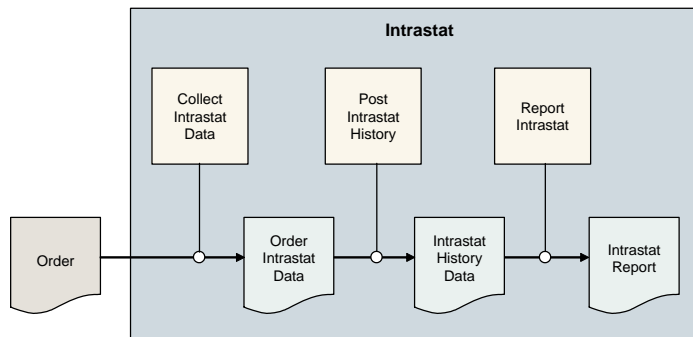 Intrastat
Collect
Intrastat
Data
Post
Intrastat
History
Report
Intrastat
Order
Order
Intrastat
Data
Intrastat
History
Data
Intrastat
Report